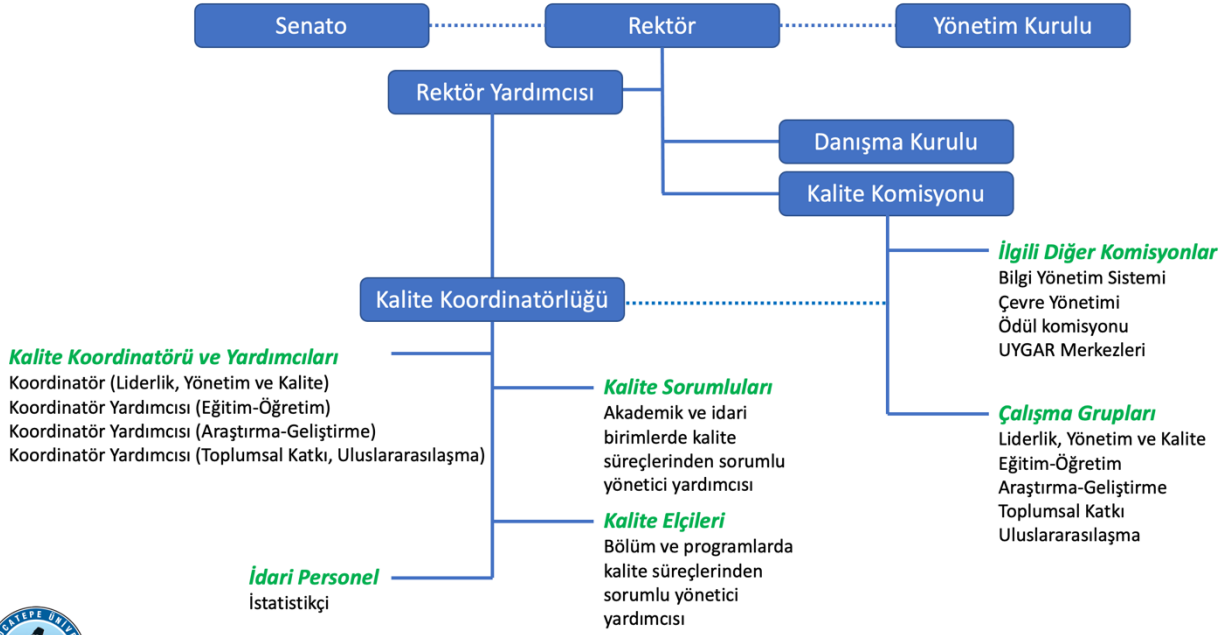 Senato
Rektör
Yönetim Kurulu
Rektör Yardımcısı
Danışma Kurulu
Kalite Komisyonu
İlgili Diğer Komisyonlar
Bilgi Yönetim Sistemi
Çevre Yönetimi
Ödül komisyonu
UYGAR Merkezleri
Kalite Koordinatörlüğü
Kalite Koordinatörü ve Yardımcıları
Koordinatör (Liderlik, Yönetim ve Kalite)
Koordinatör Yardımcısı (Eğitim-Öğretim)
Koordinatör Yardımcısı (Araştırma-Geliştirme)
Koordinatör Yardımcısı (Toplumsal Katkı, Uluslararasılaşma)
Kalite Sorumluları
Akademik ve idari
birimlerde kalite
süreçlerinden sorumlu
yönetici yardımcısı
Çalışma Grupları
Liderlik, Yönetim ve Kalite
Eğitim-Öğretim
Araştırma-Geliştirme
Toplumsal Katkı
Uluslararasılaşma
Kalite Elçileri
Bölüm ve programlarda
kalite süreçlerinden
sorumlu yönetici
yardımcısı
İdari Personel
İstatistikçi